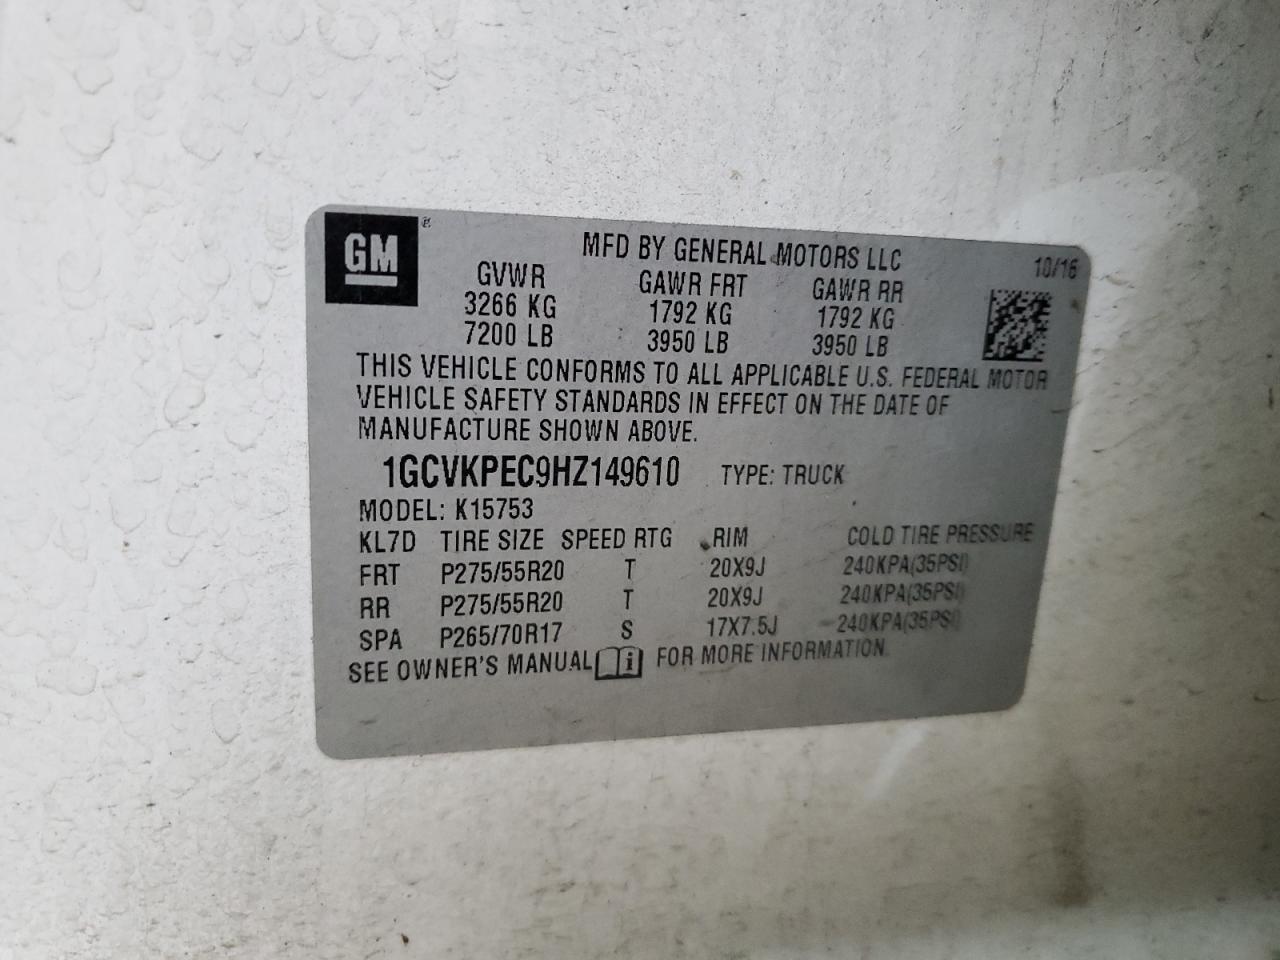 GM ®
MFD BY GENERAL MOTORS LLC 10/16
GVWR GAWR FRT GAWR RR
3266 KG 1792 KG 1792 KG
7200 LB 3950 LB 3950 LB
THIS VEHICLE CONFORMS TO ALL APPLICABLE U.S. FEDERAL MOTOR
VEHICLE SAFETY STANDARDS IN EFFECT ON THE DATE OF
MANUFACTURE SHOWN ABOVE.
1GCVKPEC9HZ149610 TYPE: TRUCK
MODEL: K15753
KL7D TIRE SIZE SPEED RTG RIM COLD TIRE PRESSURE
FRT P275/55R20 T 20X9J 240KPA(35PSI)
RR P275/55R20 T 20X9J 240KPA(35PSI)
SPA P265/70R17 S 17X7.5J 240KPA(35PSI)
SEE OWNER'S MANUAL i FOR MORE INFORMATION.